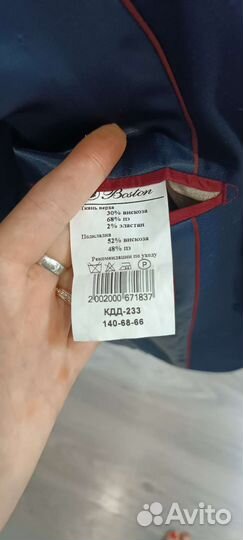 Boston
Ткань верха
30% вискоза
68% пэ
2% эластан
Подкладка
52% вискоза
48% пэ
Рекомендации по уходу
2002000671837
КДД-233
140-68-66
Avito